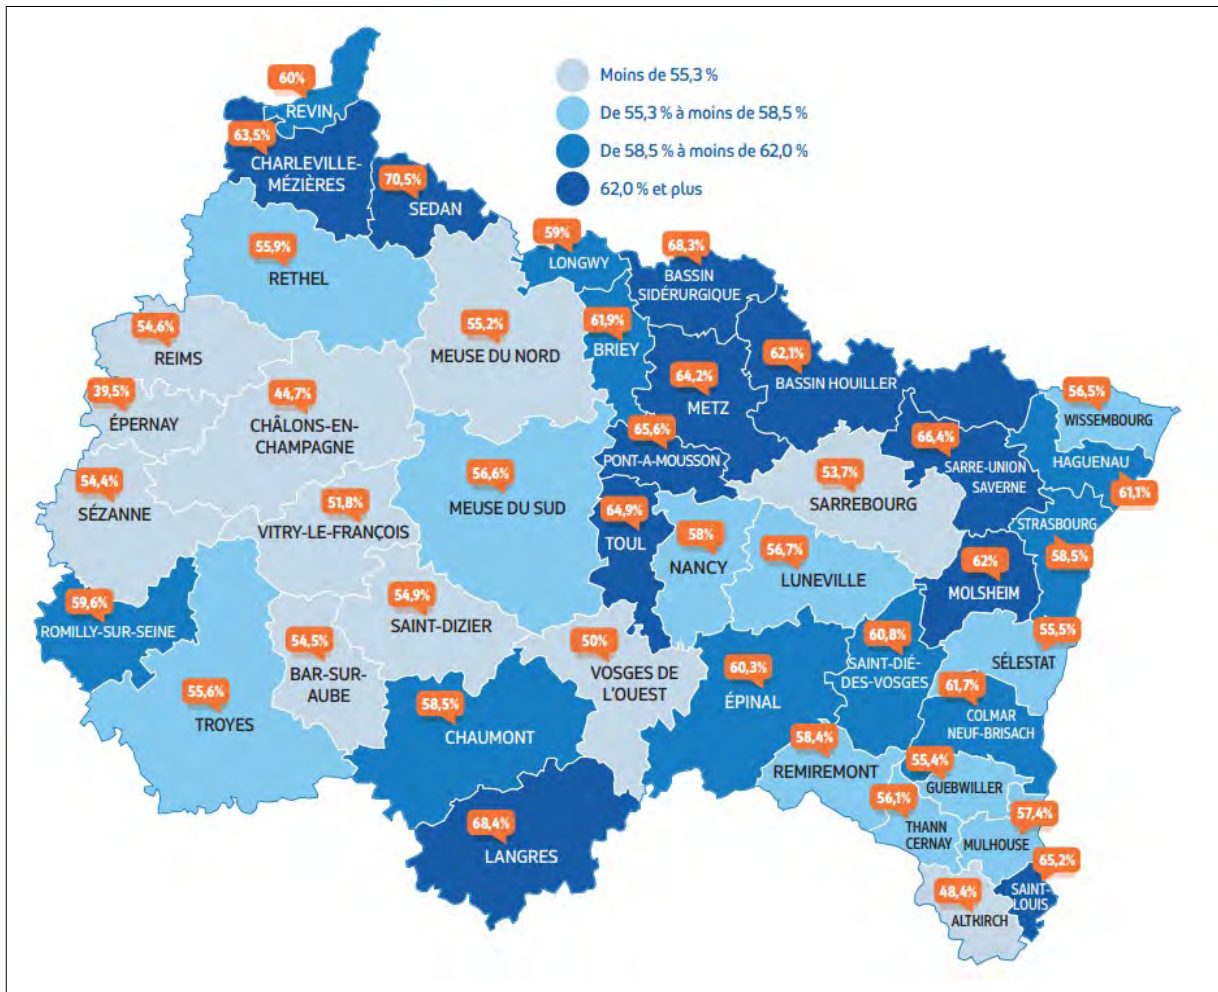 Moins de 55,3 %
De 55,3 % à moins de 58,5 %
De 58,5 % à moins de 62,0 %
62,0 % et plus
60%
REVIN
63,5%
CHARLEVILLE-
MÉZIÈRES
70,5%
SEDAN
55,9%
RETHEL
59%
LONGWY
68,3%
BASSIN
SIDÉRURGIQUE
54,6%
REIMS
55,2%
MEUSE DU NORD
61,9%
BRIEY
64,2%
METZ
62,1%
BASSIN HOUILLER
56,5%
WISSEMBOURG
39,5%
ÉPERNAY
44,7%
CHÂLONS-EN-
CHAMPAGNE
65,6%
PONT-A-MOUSSON
66,4%
SARRE-UNION
SAVERNE
HAGUENAU
61,1%
54,4%
SÉZANNE
51,8%
VITRY-LE-FRANÇOIS
56,6%
MEUSE DU SUD
53,7%
SARREBOURG
64,9%
TOUL
58%
NANCY
56,7%
LUNEVILLE
STRASBOURG
58,5%
62%
MOLSHEIM
59,6%
ROMILLY-SUR-SEINE
54,9%
SAINT-DIZIER
54,5%
BAR-SUR-
AUBE
50%
VOSGES DE
L'OUEST
60,8%
SAINT-DIÉ-
DES-VOSGES
55,5%
SÉLESTAT
55,6%
TROYES
58,5%
CHAUMONT
60,3%
ÉPINAL
61,7%
COLMAR
NEUF-BRISACH
58,4%
REMIREMONT
55,4%
GUEBWILLER
56,1%
THANN
CERNAY
57,4%
MULHOUSE
68,4%
LANGRES
65,2%
SAINT-
LOUIS
48,4%
ALTKIRCH